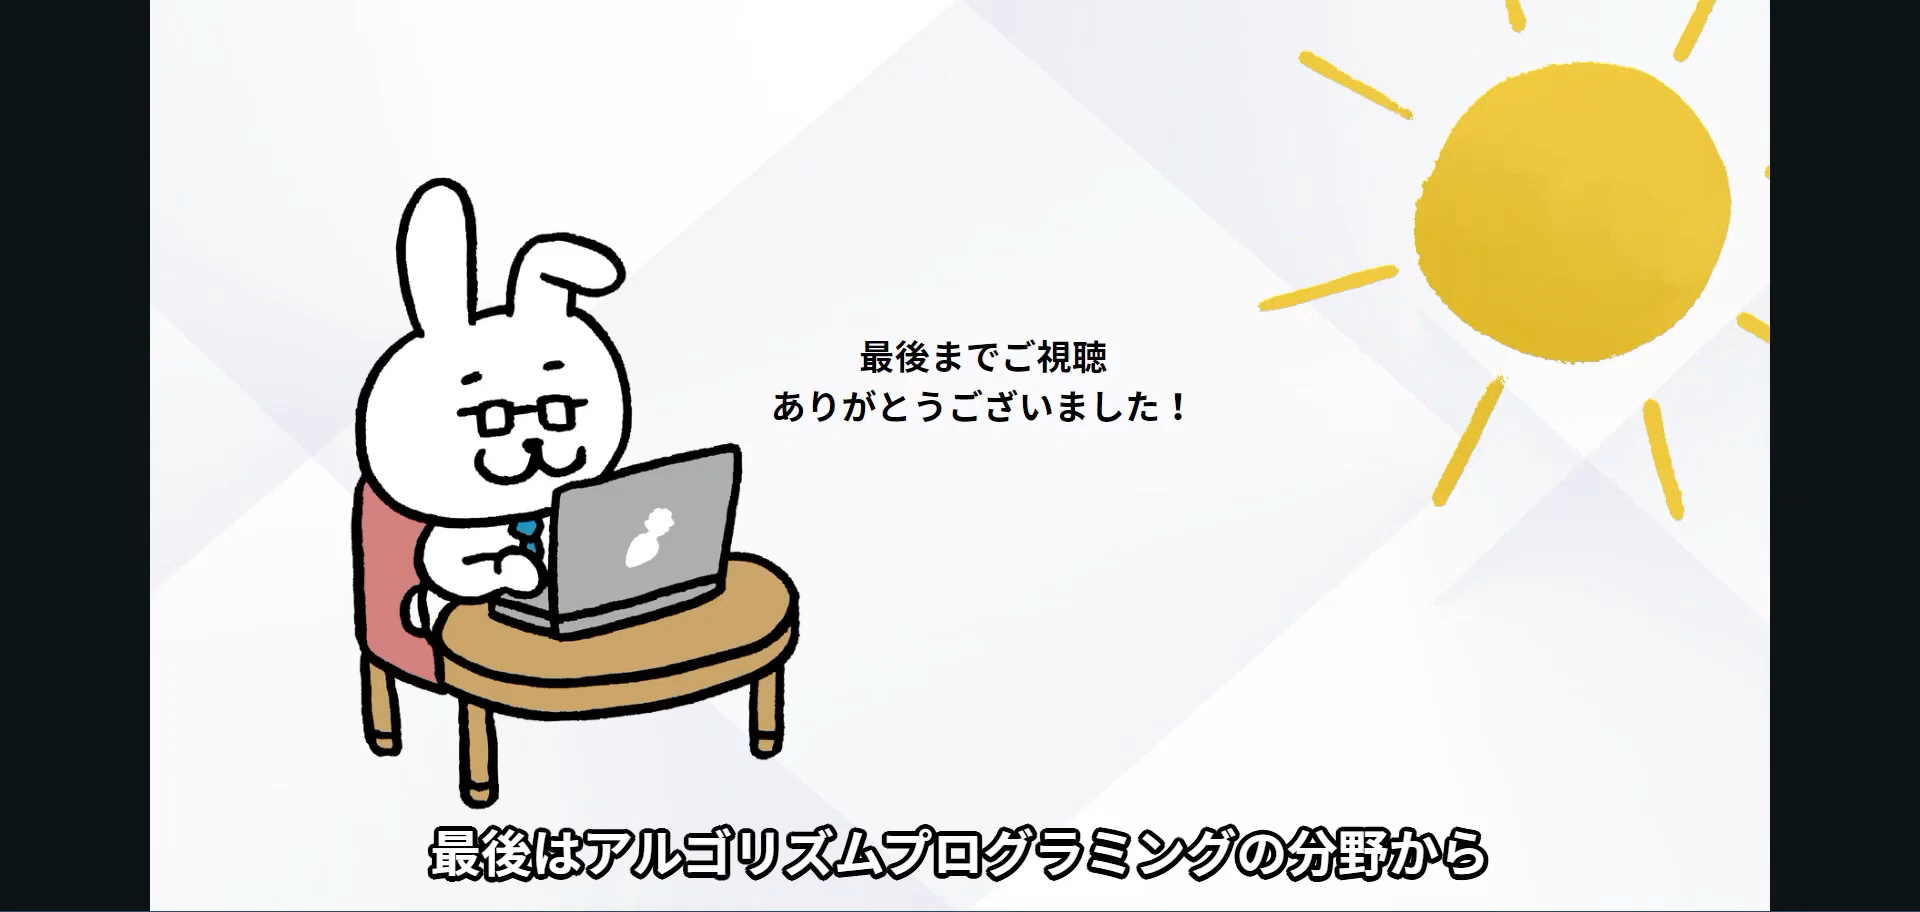 最後までご視聴
ありがとうございました！
最後はアルゴリズムプログラミングの分野から